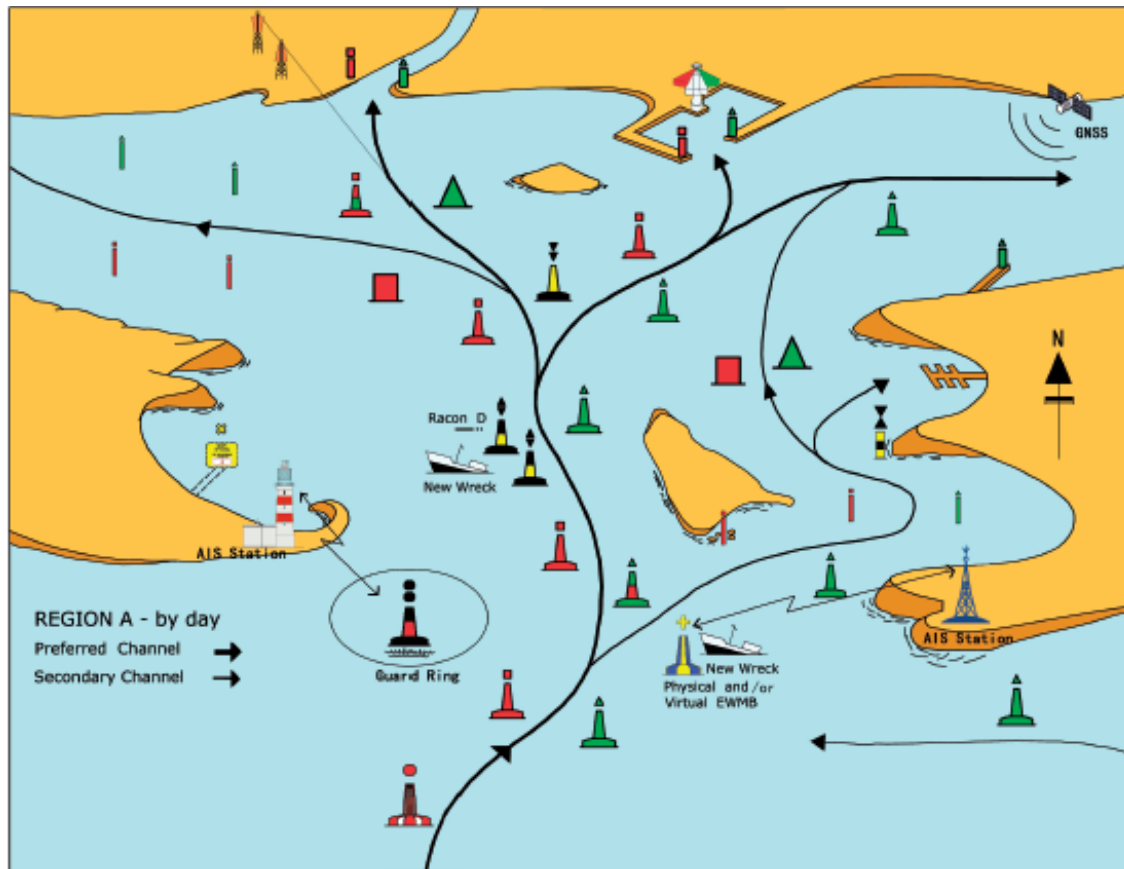 GNSS
N
Racon D
New Wreck
AIS Station
REGION A - by day
Preferred Channel
Secondary Channel
Guard Ring
New Wreck
Physical and/or
Virtual EWMB
AIS Station